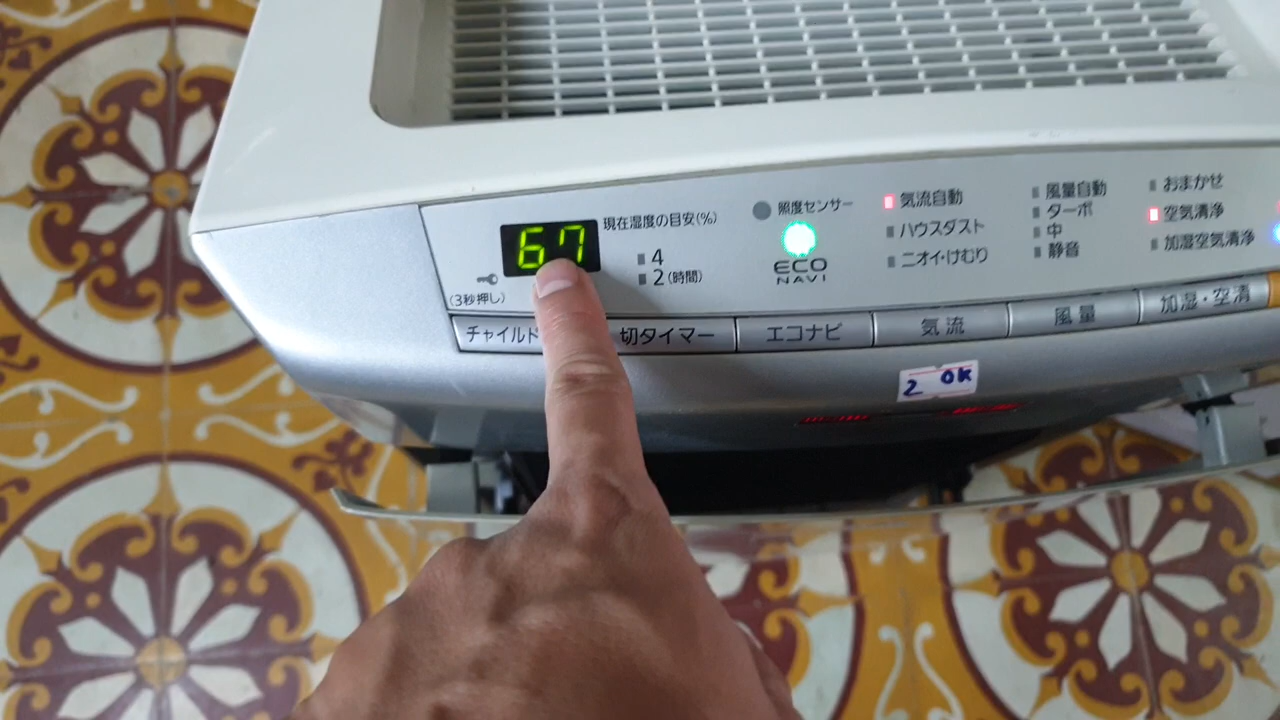 67
現在湿度の目安(%)
4
2(時間)
(3秒押し)
照度センサー
ECO
NAVI
気流自動
ハウスダスト
ニオイ・けむり
風量自動
ターボ
中
静音
おまかせ
空気清浄
加湿空気清浄
チャイルド
切タイマー
エコナビ
気流
風量
加湿・空清
2 OK